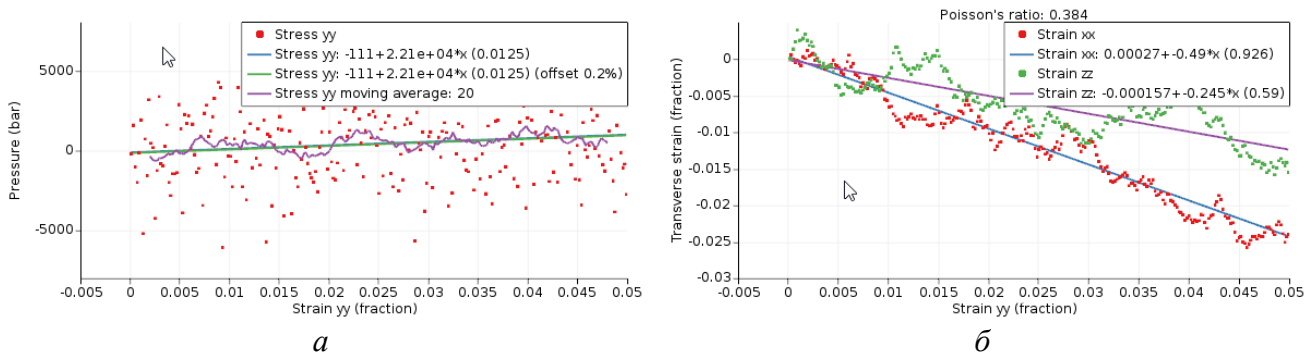 Stress yy
Stress yy: -111+2.21e+04*x (0.0125)
Stress yy: -111+2.21e+04*x (0.0125) (offset 0.2%)
Stress yy moving average: 20
Pressure (bar)
5000
0
-5000
-0.005 0 0.005 0.01 0.015 0.02 0.025 0.03 0.035 0.04 0.045 0.05
Strain yy (fraction)
а
Poisson's ratio: 0.384
Strain xx
Strain xx: 0.00027+-0.49*x (0.926)
Strain zz
Strain zz: -0.000157+-0.245*x (0.59)
Transverse strain (fraction)
0
-0.005
-0.01
-0.015
-0.02
-0.025
-0.03
-0.005 0 0.005 0.01 0.015 0.02 0.025 0.03 0.035 0.04 0.045 0.05
Strain yy (fraction)
б